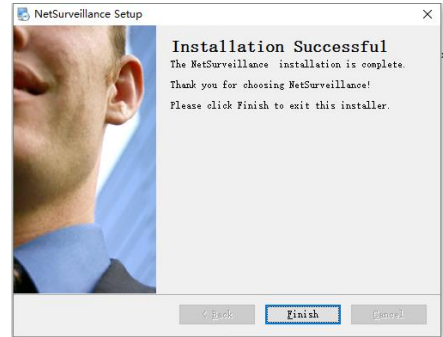 NetSurveillance Setup
Installation Successful
The NetSurveillance installation is complete.
Thank you for choosing NetSurveillance!
Please click Finish to exit this installer.
< Back
Finish
Cancel